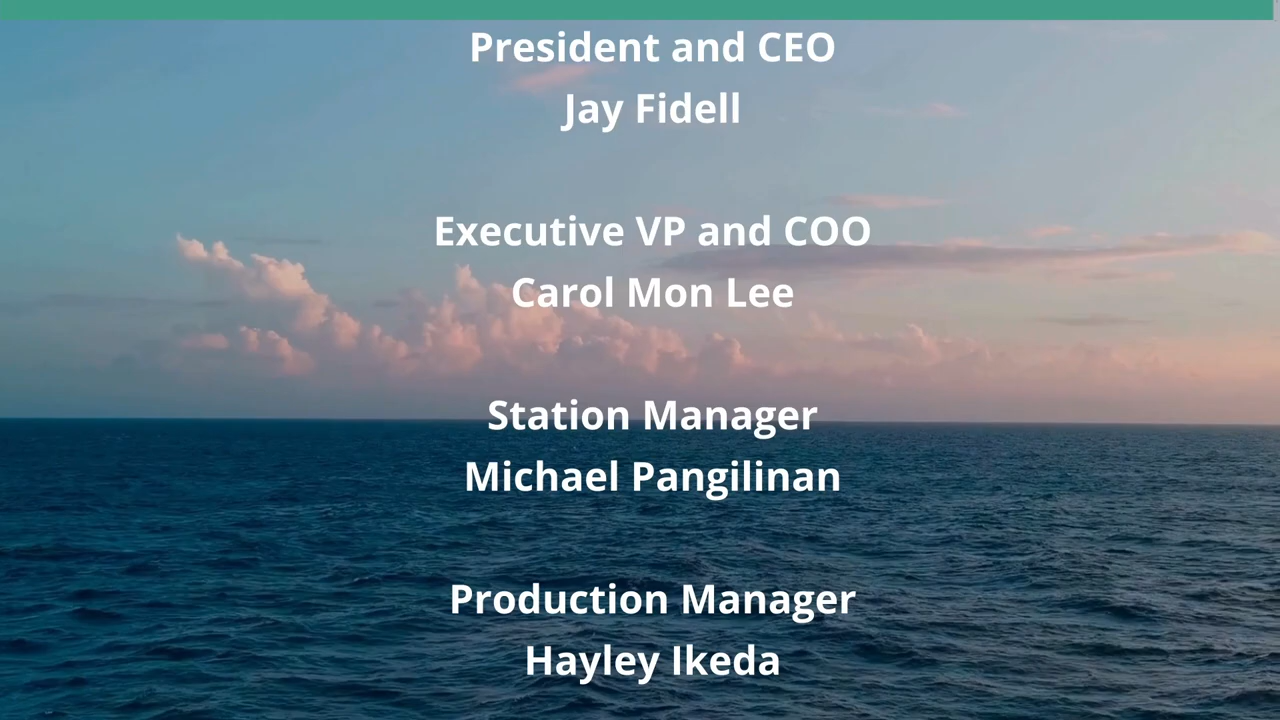 President and CEO
Jay Fidell
Executive VP and COO
Carol Mon Lee
Station Manager
Michael Pangilinan
Production Manager
Hayley Ikeda